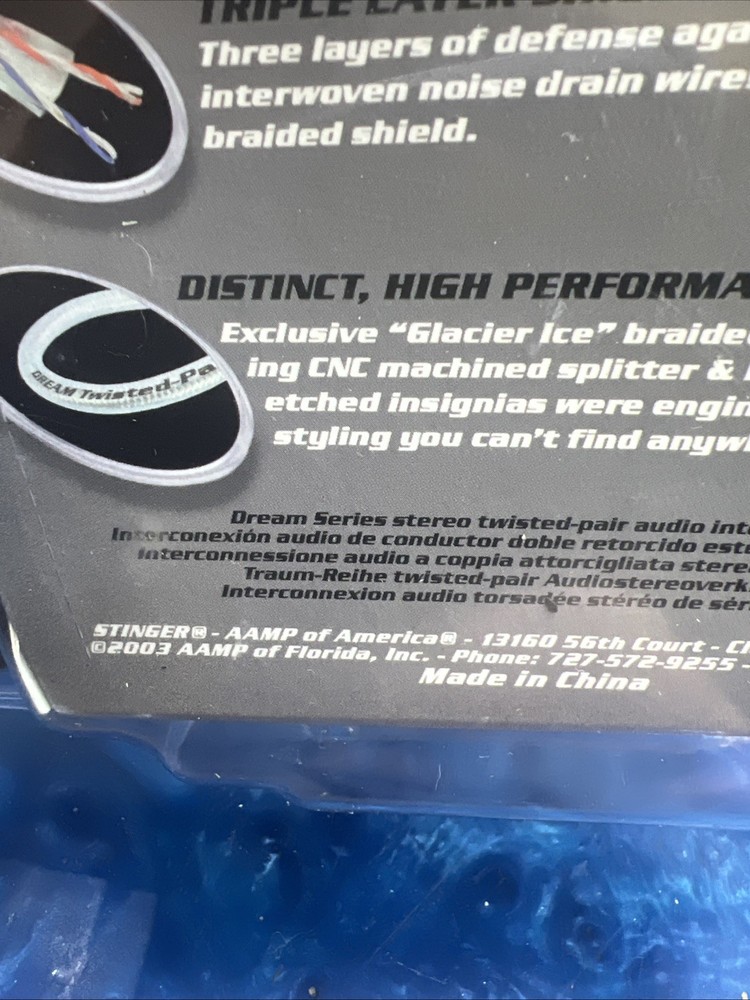 TRIPLE LAYER
Three layers of defense aga
interwoven noise drain wire
braided shield.
DISTINCT, HIGH PERFORMA
Exclusive “Glacier Ice” braide
ing CNC machined splitter &
etched insignias were engin
styling you can’t find anyw
DREAM Twisted-Pa
Dream Series stereo twisted-pair audio int
Interconexión audio de conductor doble retorcido est
Interconnessione audio a coppia attorcigliata stere
Traum-Reihe twisted-pair Audiostereoverk
Interconnexion audio torsadée stéréo de sér
STINGER® - AAMP of America® - 13160 56th Court - Cl
©2003 AAMP of Florida, Inc. - Phone: 727-572-9255 -
Made in China